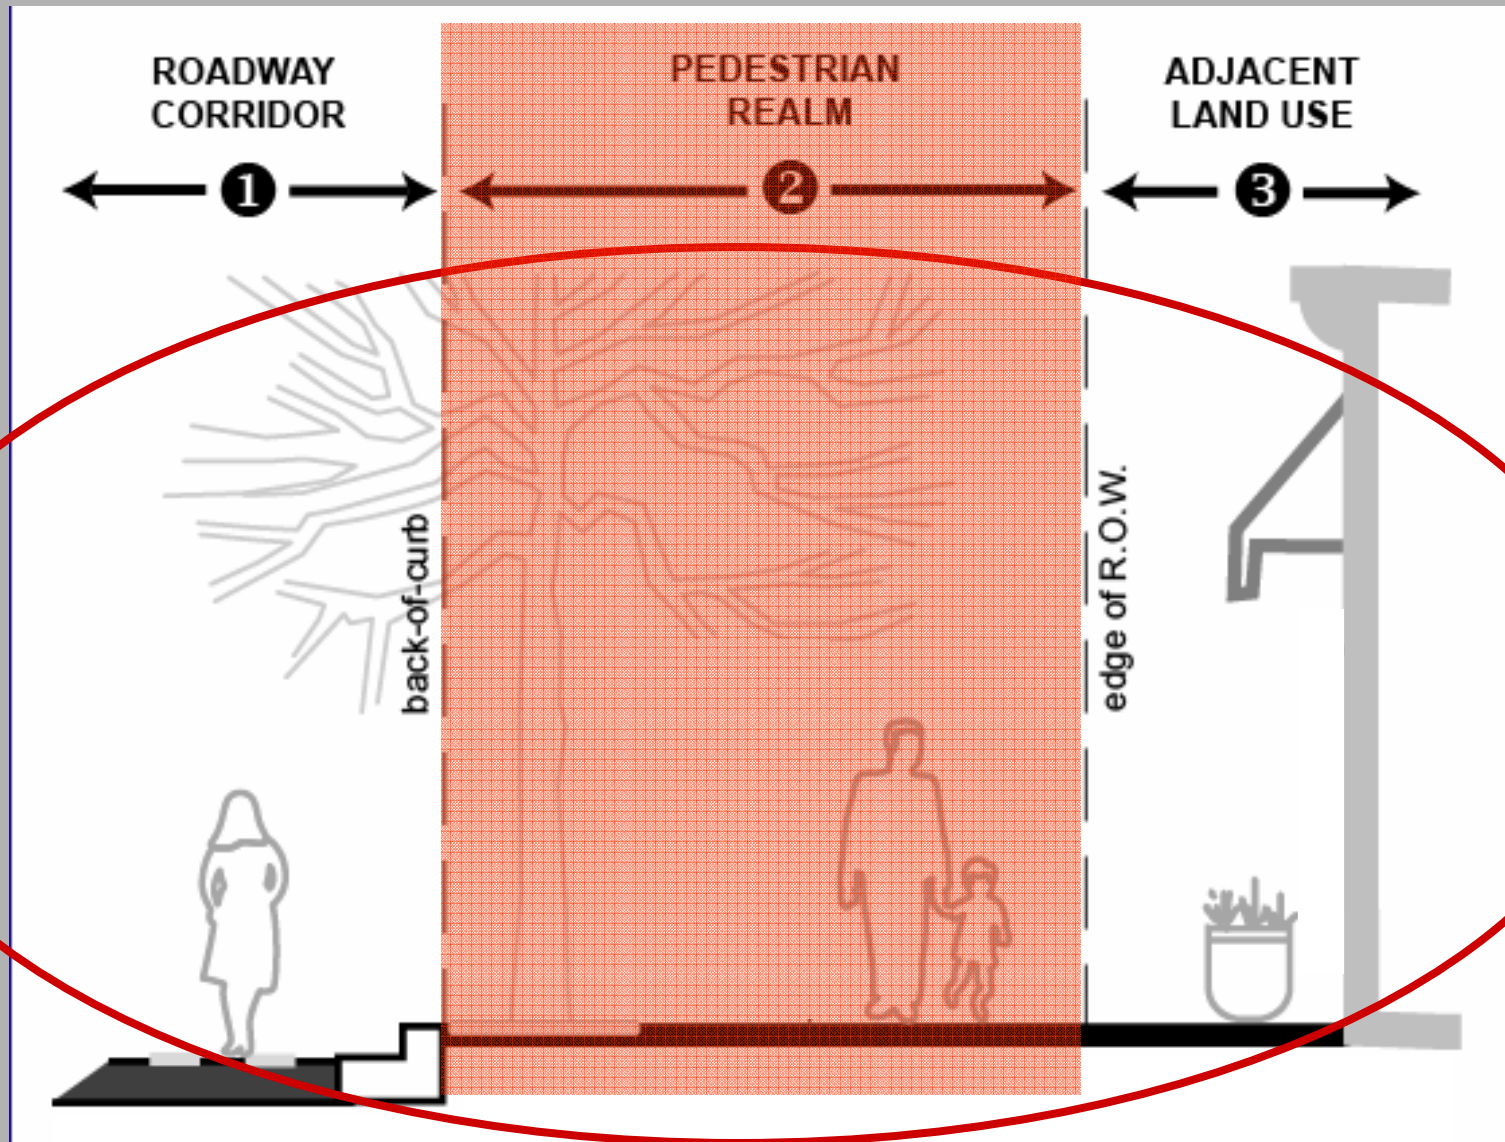 ROADWAY
CORRIDOR
PEDESTRIAN
REALM
ADJACENT
LAND USE
1
2
3
back-of-curb
edge of R.O.W.